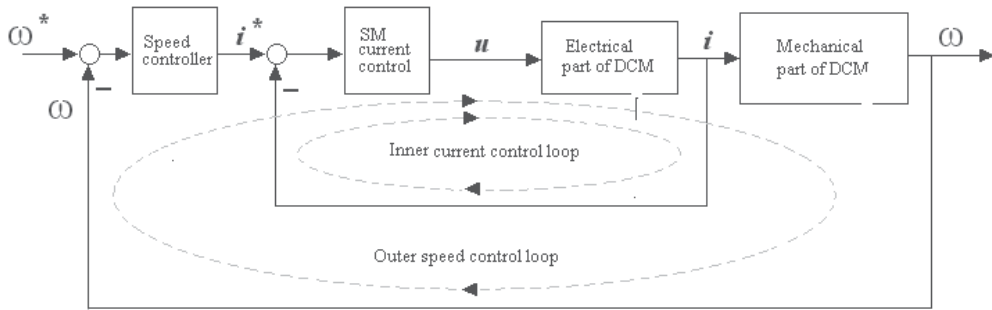 ω*
Speed
controller
i*
SM
current
control
u
Electrical
part of DCM
i
Mechanical
part of DCM
ω
−
ω
−
Inner current control loop
Outer speed control loop